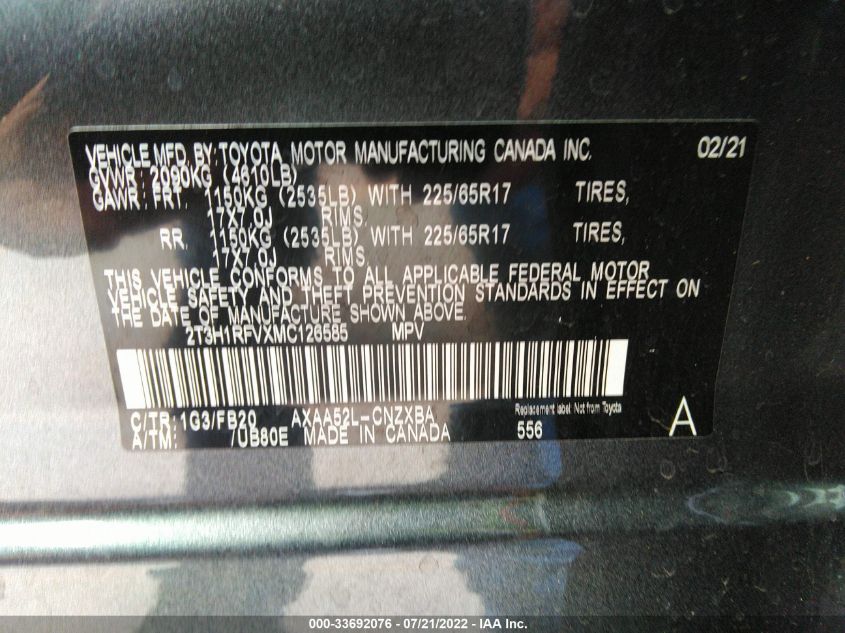 VEHICLE MFD. BY: TOYOTA MOTOR MANUFACTURING CANADA INC. 02/21
GVWR: 2090KG (4610LB)
GAWR: FRT. 1150KG (2535LB) WITH 225/65R17 TIRES,
17X7.0J RIMS,
RR. 1150KG (2535LB) WITH 225/65R17 TIRES,
17X7.0J RIMS.
THIS VEHICLE CONFORMS TO ALL APPLICABLE FEDERAL MOTOR
VEHICLE SAFETY AND THEFT PREVENTION STANDARDS IN EFFECT ON
THE DATE OF MANUFACTURE SHOWN ABOVE.
2T3H1RFVXMC126585 MPV
C/TR: 1G3/FB20 AXAA52L-CNZXBA Replacement label: Not from Toyota
A/TM: /UB80E MADE IN CANADA 556 A
000-33692076 - 07/21/2022 - IAA Inc.